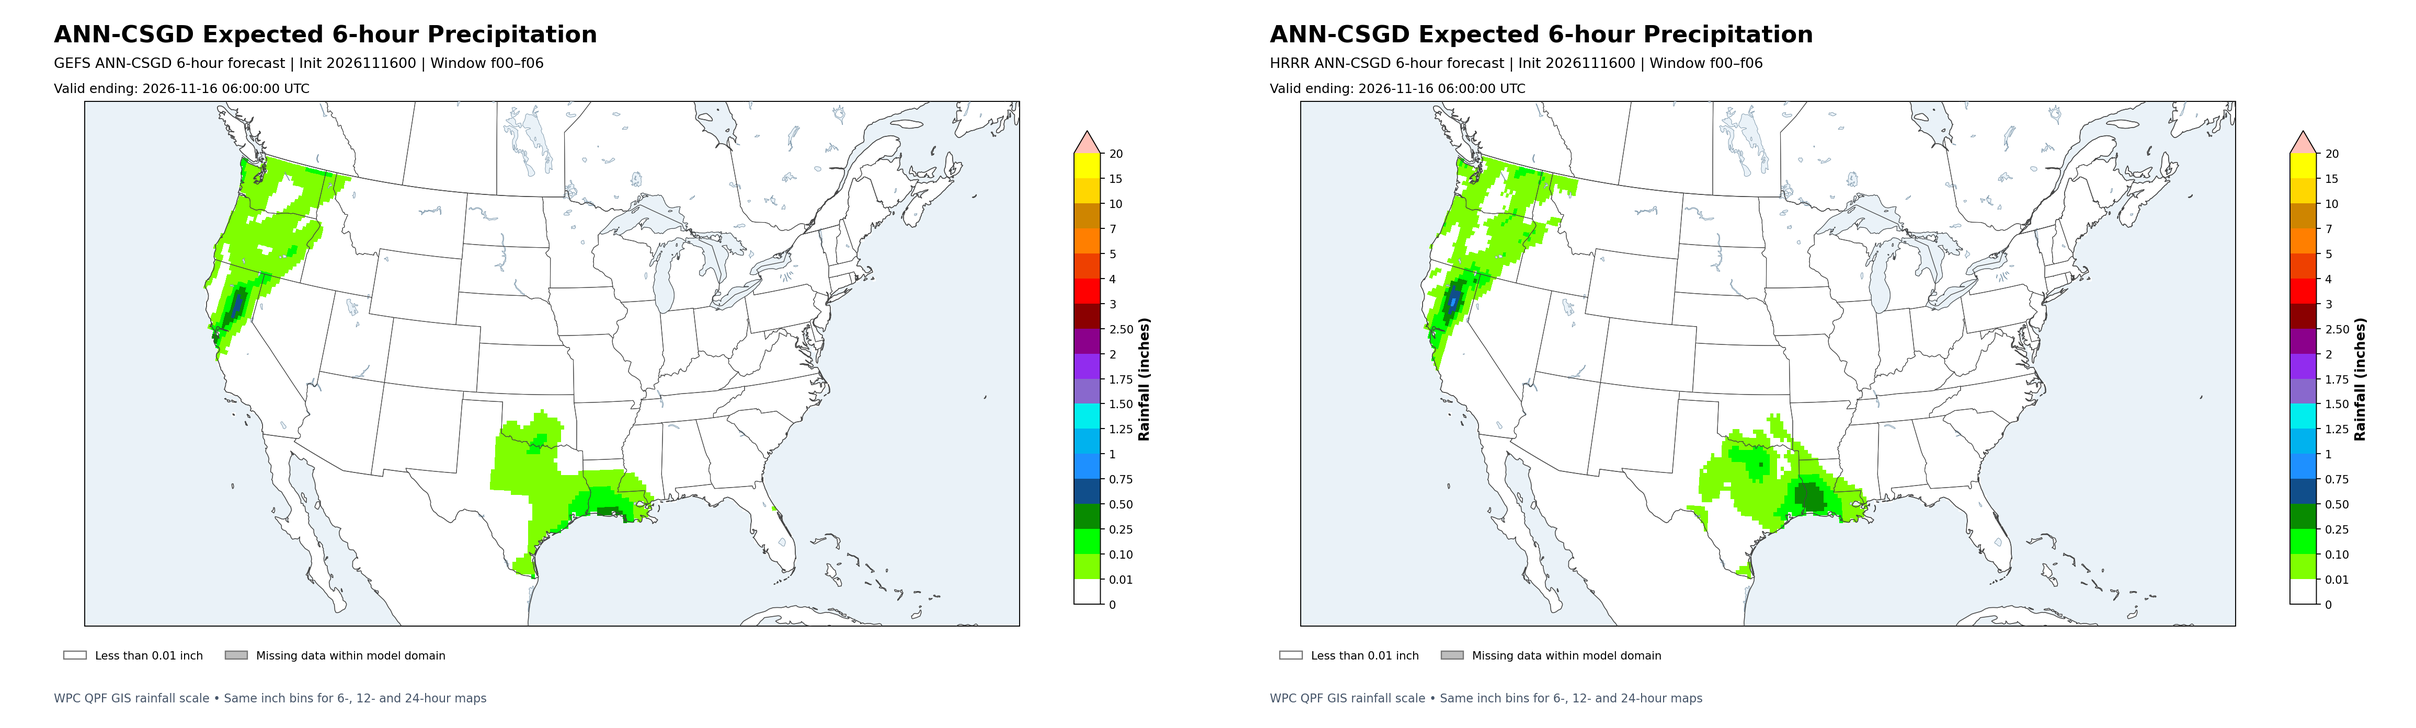 ANN-CSGD Expected 6-hour Precipitation
GEFS ANN-CSGD 6-hour forecast | Init 2026111600 | Window f00–f06
Valid ending: 2026-11-16 06:00:00 UTC
20
15
10
7
5
4
3
2.50
2
1.75
1.50
1.25
1
0.75
0.50
0.25
0.10
0.01
0
Rainfall (inches)
Less than 0.01 inch
Missing data within model domain
WPC QPF GIS rainfall scale • Same inch bins for 6-, 12- and 24-hour maps
ANN-CSGD Expected 6-hour Precipitation
HRRR ANN-CSGD 6-hour forecast | Init 2026111600 | Window f00–f06
Valid ending: 2026-11-16 06:00:00 UTC
20
15
10
7
5
4
3
2.50
2
1.75
1.50
1.25
1
0.75
0.50
0.25
0.10
0.01
0
Rainfall (inches)
Less than 0.01 inch
Missing data within model domain
WPC QPF GIS rainfall scale • Same inch bins for 6-, 12- and 24-hour maps